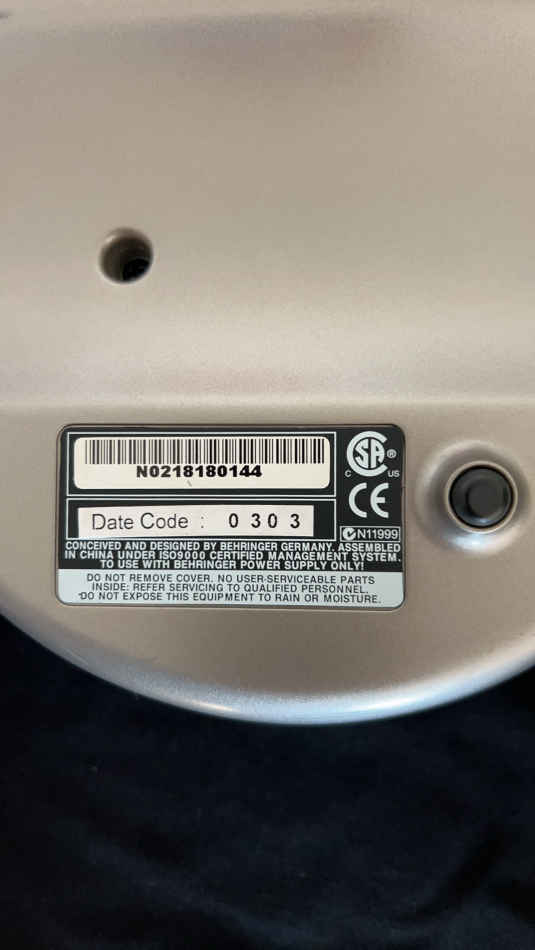 N0218180144
Date Code : 0303
SA ®
C US
CE
N11999
CONCEIVED AND DESIGNED BY BEHRINGER GERMANY. ASSEMBLED
IN CHINA UNDER ISO9000 CERTIFIED MANAGEMENT SYSTEM.
TO USE WITH BEHRINGER POWER SUPPLY ONLY!
DO NOT REMOVE COVER. NO USER-SERVICEABLE PARTS
INSIDE: REFER SERVICING TO QUALIFIED PERSONNEL.
DO NOT EXPOSE THIS EQUIPMENT TO RAIN OR MOISTURE.